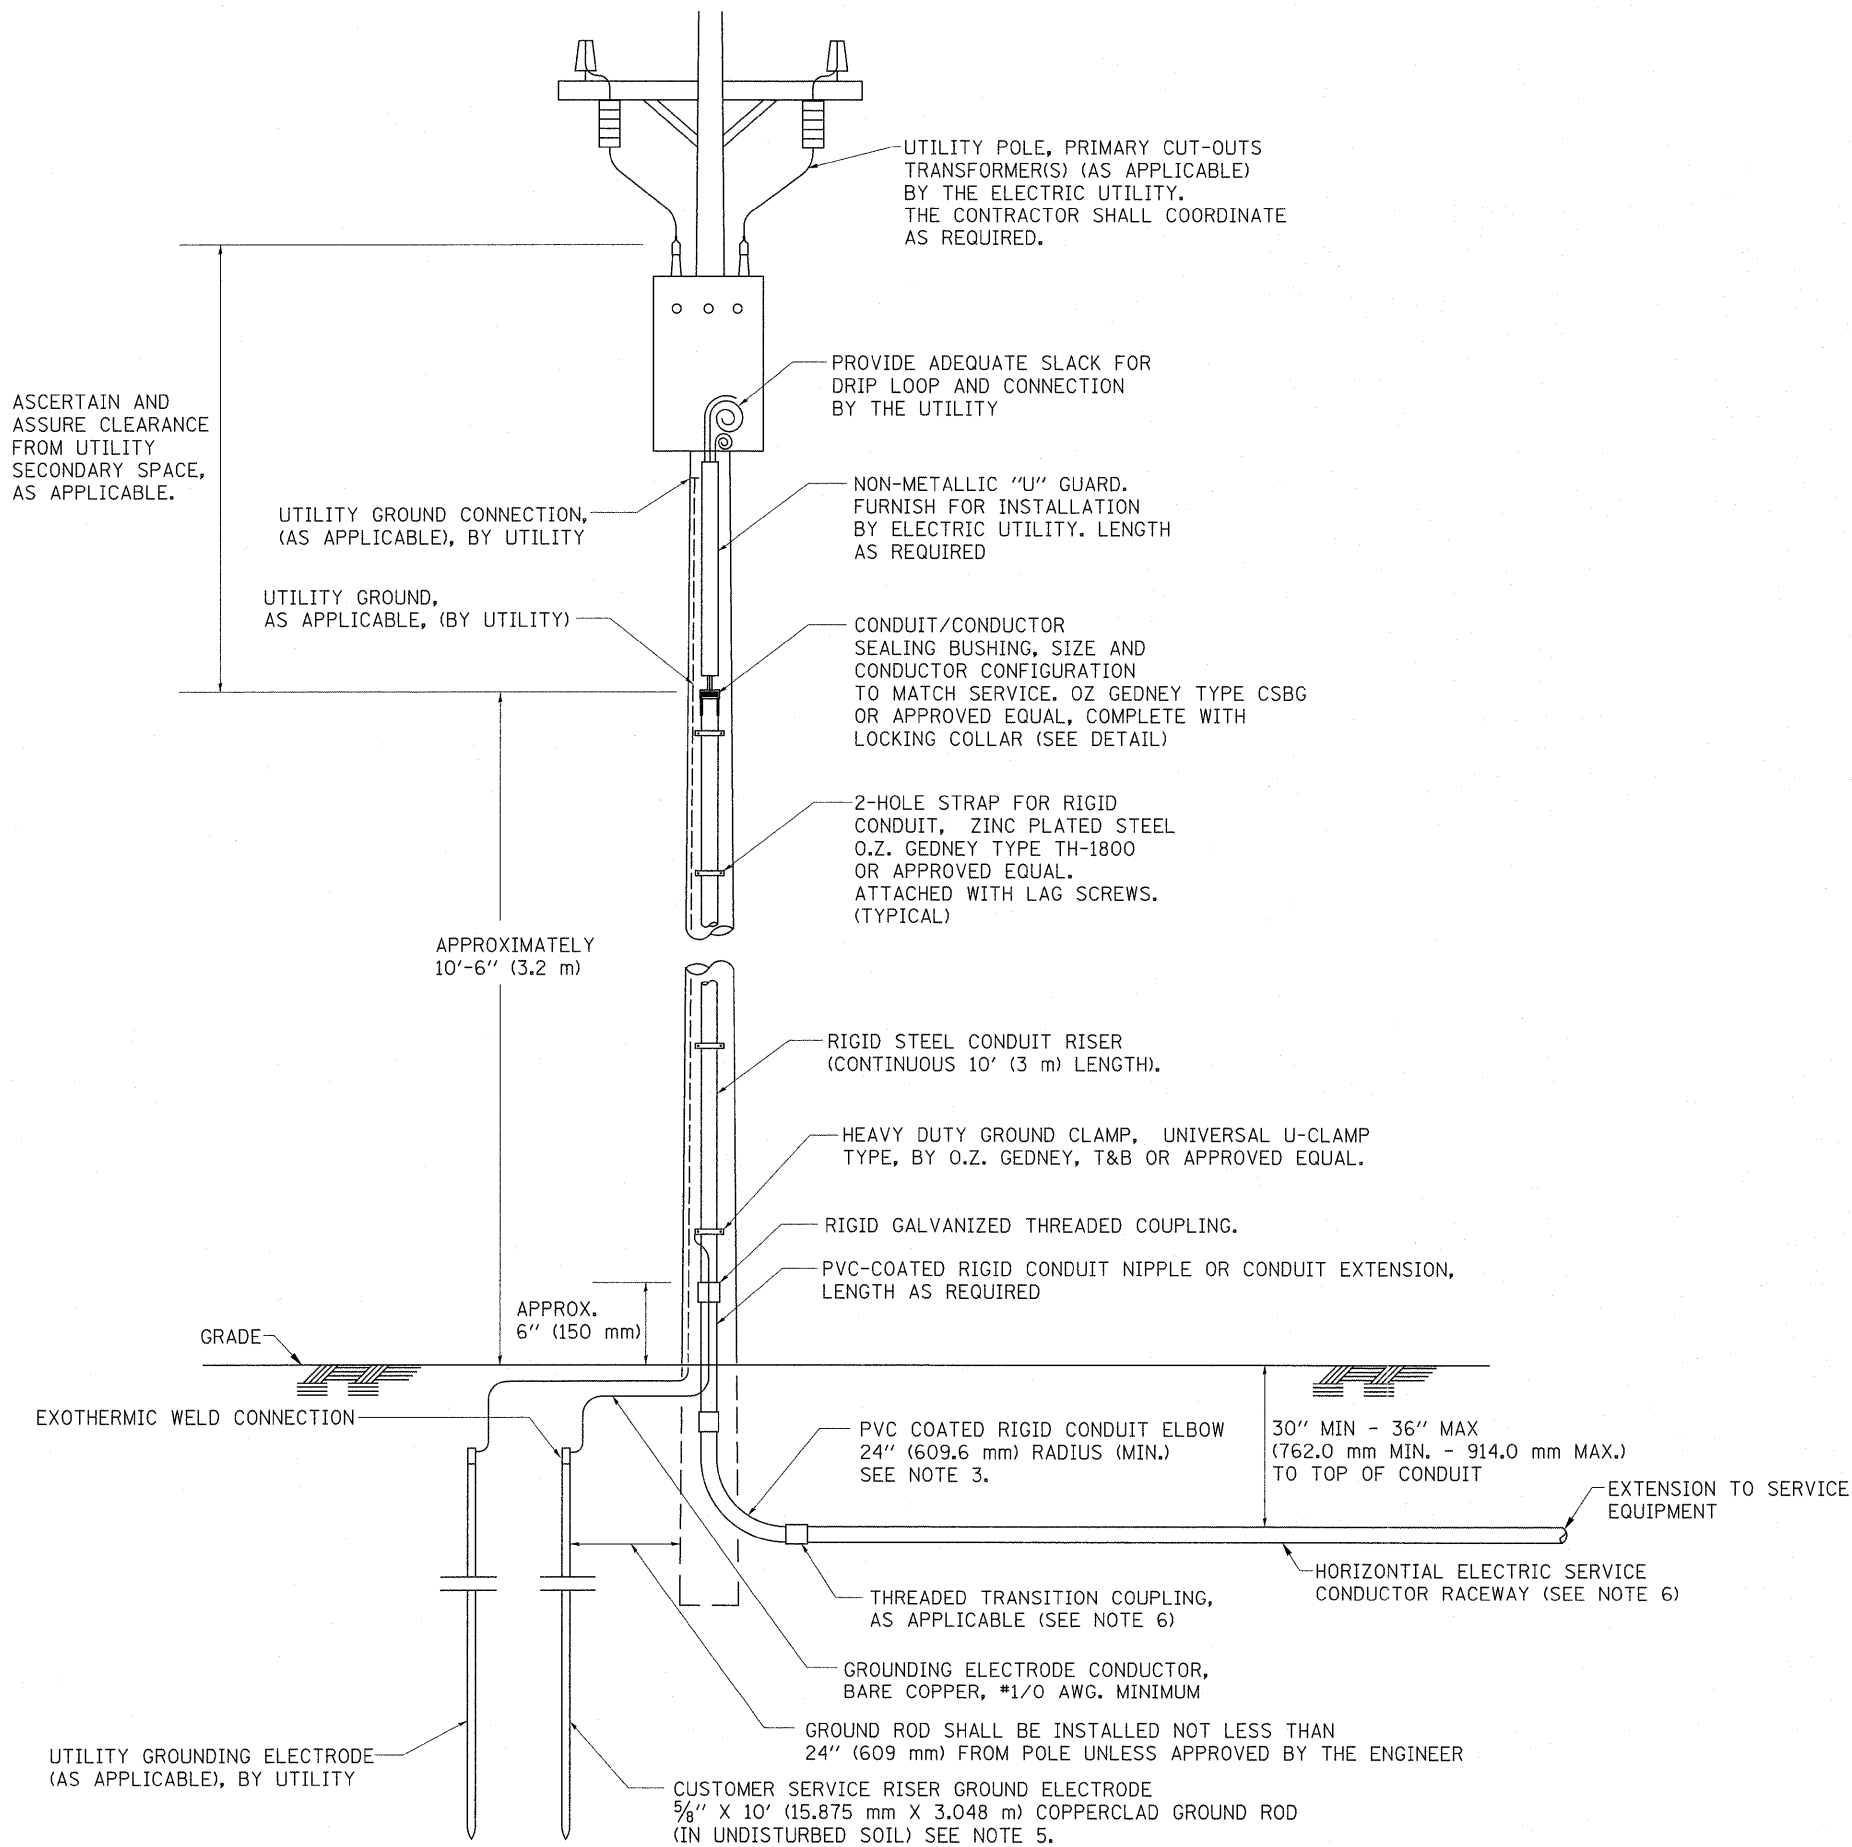 UTILITY POLE, PRIMARY CUT-OUTS
TRANSFORMER(S) (AS APPLICABLE)
BY THE ELECTRIC UTILITY.
THE CONTRACTOR SHALL COORDINATE
AS REQUIRED.
PROVIDE ADEQUATE SLACK FOR
DRIP LOOP AND CONNECTION
BY THE UTILITY
ASCERTAIN AND
ASSURE CLEARANCE
FROM UTILITY
SECONDARY SPACE,
AS APPLICABLE.
NON-METALLIC "U" GUARD.
FURNISH FOR INSTALLATION
BY ELECTRIC UTILITY. LENGTH
AS REQUIRED
UTILITY GROUND CONNECTION,
(AS APPLICABLE), BY UTILITY
UTILITY GROUND,
AS APPLICABLE, (BY UTILITY)
CONDUIT/CONDUCTOR
SEALING BUSHING, SIZE AND
CONDUCTOR CONFIGURATION
TO MATCH SERVICE. OZ GEDNEY TYPE CSBG
OR APPROVED EQUAL, COMPLETE WITH
LOCKING COLLAR (SEE DETAIL)
2-HOLE STRAP FOR RIGID
CONDUIT, ZINC PLATED STEEL
O.Z. GEDNEY TYPE TH-1800
OR APPROVED EQUAL.
ATTACHED WITH LAG SCREWS.
(TYPICAL)
APPROXIMATELY
10'-6" (3.2 m)
RIGID STEEL CONDUIT RISER
(CONTINUOUS 10' (3 m) LENGTH).
HEAVY DUTY GROUND CLAMP, UNIVERSAL U-CLAMP
TYPE, BY O.Z. GEDNEY, T&B OR APPROVED EQUAL.
RIGID GALVANIZED THREADED COUPLING.
PVC-COATED RIGID CONDUIT NIPPLE OR CONDUIT EXTENSION,
LENGTH AS REQUIRED
APPROX.
6" (150 mm)
GRADE
EXOTHERMIC WELD CONNECTION
PVC COATED RIGID CONDUIT ELBOW
24" (609.6 mm) RADIUS (MIN.)
SEE NOTE 3.
30" MIN - 36" MAX
(762.0 mm MIN. - 914.0 mm MAX.)
TO TOP OF CONDUIT
EXTENSION TO SERVICE
EQUIPMENT
HORIZONTIAL ELECTRIC SERVICE
CONDUCTOR RACEWAY (SEE NOTE 6)
THREADED TRANSITION COUPLING,
AS APPLICABLE (SEE NOTE 6)
GROUNDING ELECTRODE CONDUCTOR,
BARE COPPER, #1/0 AWG. MINIMUM
GROUND ROD SHALL BE INSTALLED NOT LESS THAN
24" (609 mm) FROM POLE UNLESS APPROVED BY THE ENGINEER
UTILITY GROUNDING ELECTRODE
(AS APPLICABLE), BY UTILITY
CUSTOMER SERVICE RISER GROUND ELECTRODE
5/8" X 10' (15.875 mm X 3.048 m) COPPERCLAD GROUND ROD
(IN UNDISTURBED SOIL) SEE NOTE 5.